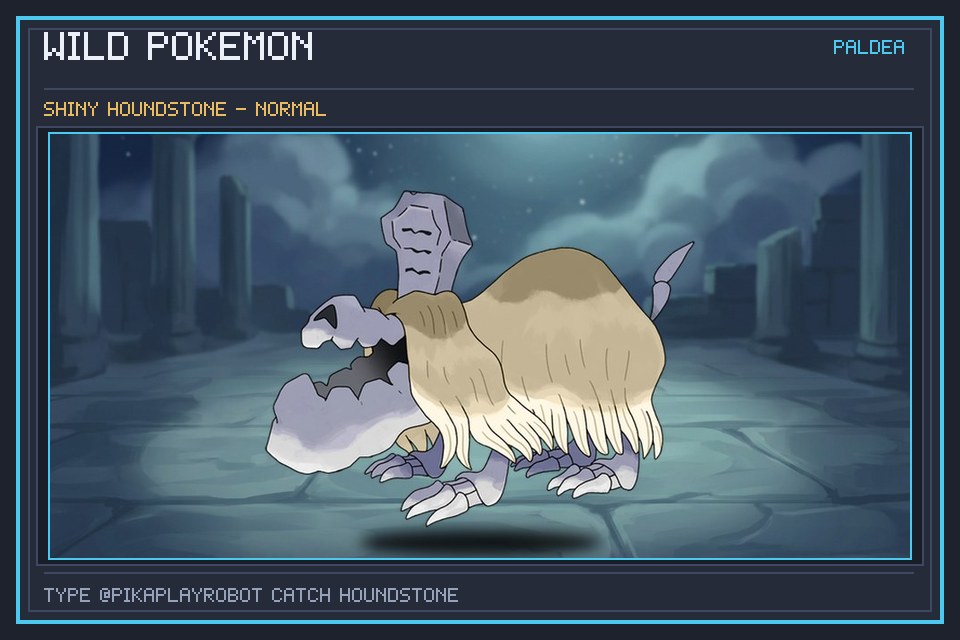 WILD POKEMON
PALDEA
SHINY HOUNDSTONE - NORMAL
TYPE @PIKAPLAYROBOT CATCH HOUNDSTONE